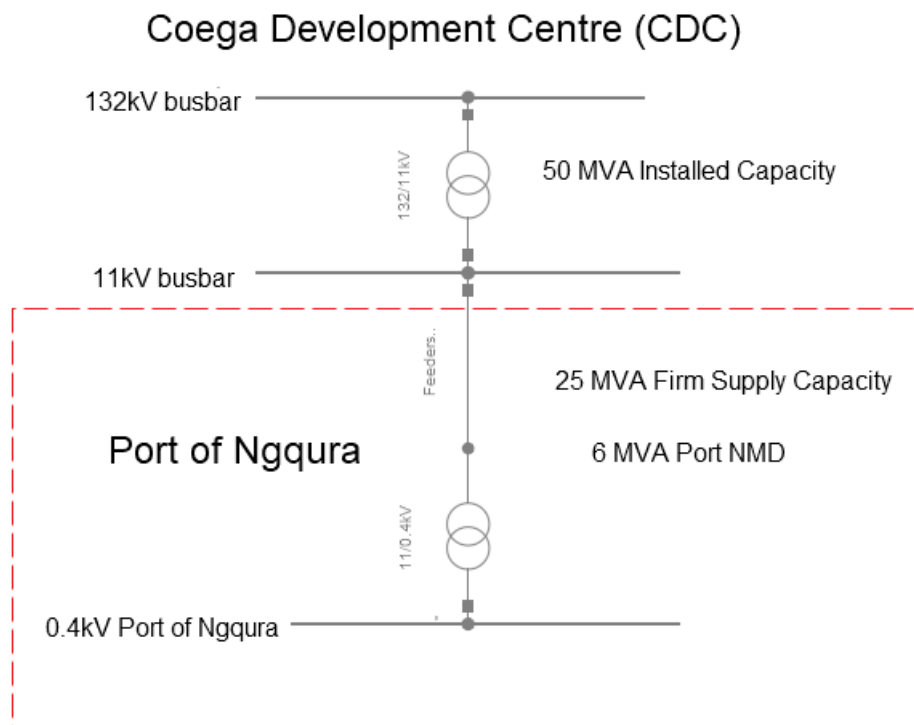 Coega Development Centre (CDC)
132kV busbar
132/11kV
50 MVA Installed Capacity
11kV busbar
Feeders..
25 MVA Firm Supply Capacity
Port of Ngqura
6 MVA Port NMD
11/0.4kV
0.4kV Port of Ngqura